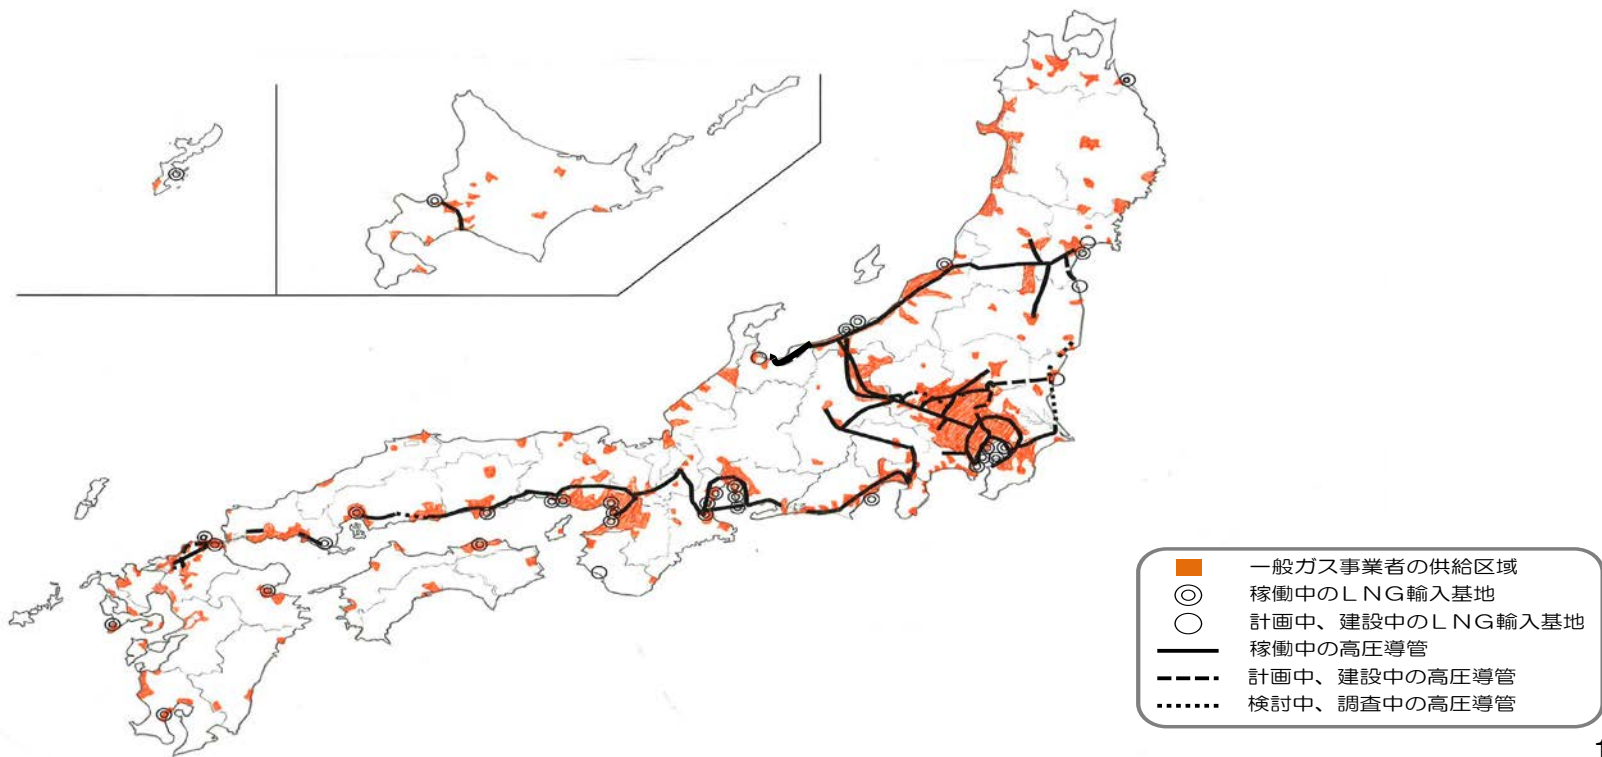 一般ガス事業者の供給区域
稼働中のＬＮＧ輸入基地
計画中、建設中のＬＮＧ輸入基地
稼働中の高圧導管
計画中、建設中の高圧導管
検討中、調査中の高圧導管